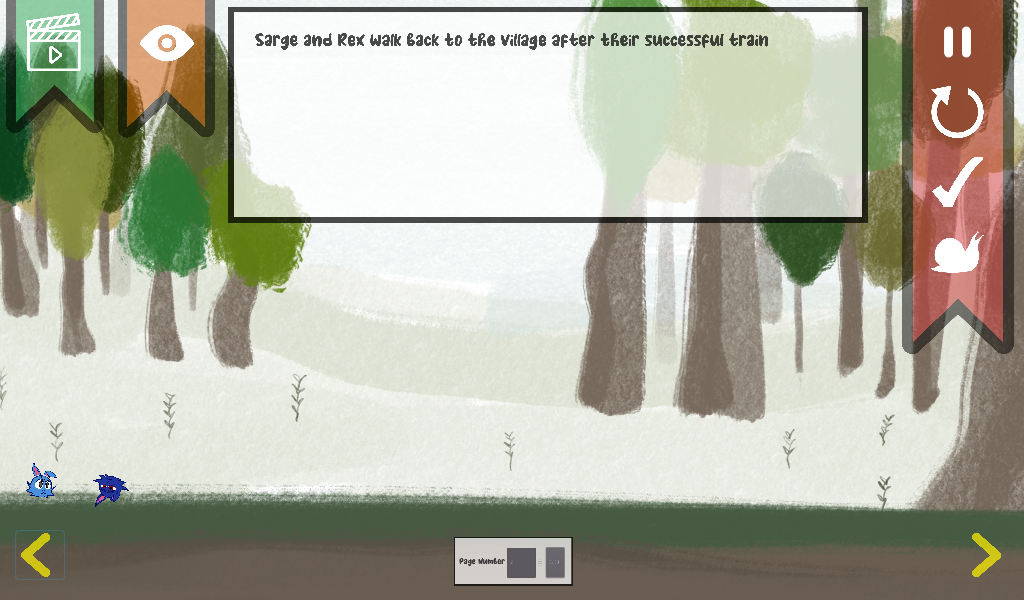 Sarge and Rex walk back to the village after their successful train
Page Number